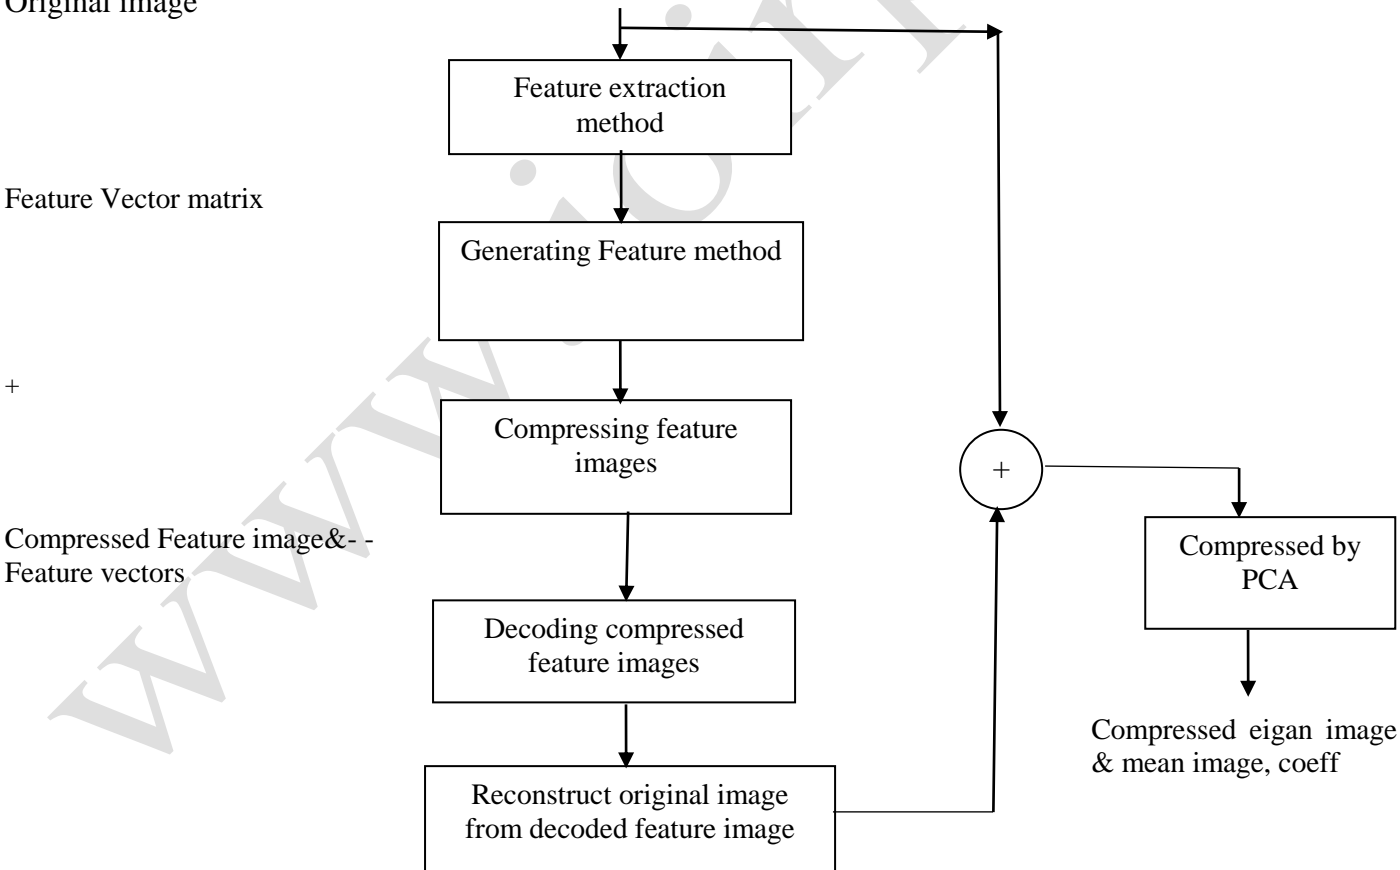 Original image
Feature extraction
method
Feature Vector matrix
Generating Feature method
+
Compressing feature
images
+
Compressed Feature image&- -
Feature vectors
Compressed by
PCA
Decoding compressed
feature images
Compressed eigan image
& mean image, coeff
Reconstruct original image
from decoded feature image